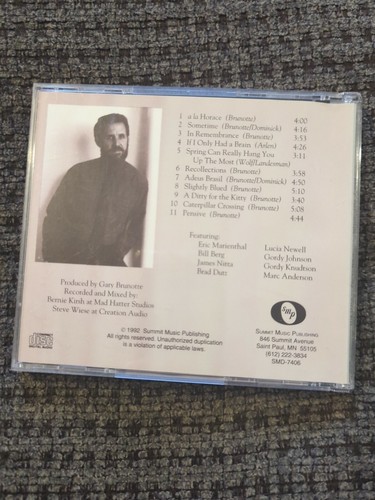 1 a la Horace (Brunotte) 4:00
2 Sometime (Brunotte/Dominick) 4:16
3 In Remembrance (Brunotte) 3:53
4 If I Only Had a Brain (Arlen) 4:26
5 Spring Can Really Hang You
Up The Most (Wolf/Landesman) 3:11
6 Recollections (Brunotte) 3:58
7 Adeus Brasil (Brunotte/Dominick) 4:50
8 Slightly Blued (Brunotte) 5:10
9 A Ditty for the Kitty (Brunotte) 3:40
10 Caterpillar Crossing (Brunotte) 5:08
11 Pensive (Brunotte) 4:44
Featuring:
Eric Marienthal Lucia Newell
Bill Berg Gordy Johnson
James Nitta Gordy Knudtson
Brad Dutt Marc Anderson
Produced by Gary Brunotte
Recorded and Mixed by:
Bernie Kirsh at Mad Hatter Studios
Steve Wiese at Creation Audio
smp
SUMMIT MUSIC PUBLISHING
846 Summit Avenue
Saint Paul, MN 55105
(612) 222-3834
SMD-7406
COMPACT
disc
DIGITAL AUDIO
© 1992 Summit Music Publishing
All rights reserved. Unauthorized duplication
is a violation of applicable laws.